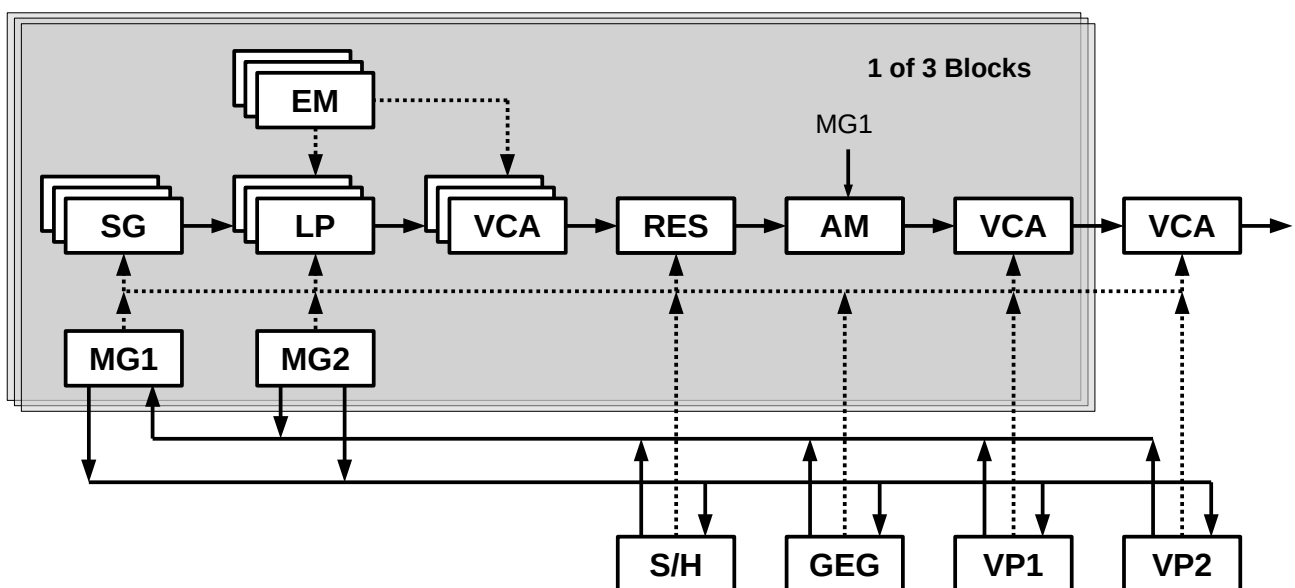 1 of 3 Blocks
EM
MG1
SG
LP
VCA
RES
AM
VCA
VCA
MG1
MG2
S/H
GEG
VP1
VP2